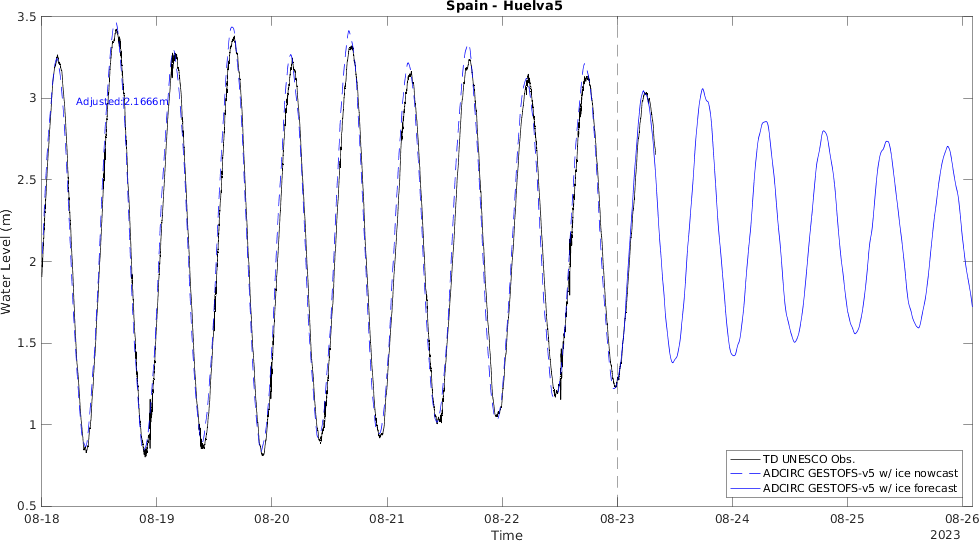 Spain - Huelva5
3.5
3
2.5
2
1.5
1
0.5
Water Level (m)
Adjusted:2.1666m
TD UNESCO Obs.
ADCIRC GESTOFS-v5 w/ ice nowcast
ADCIRC GESTOFS-v5 w/ ice forecast
08-18 08-19 08-20 08-21 08-22 08-23 08-24 08-25 08-26
Time
2023